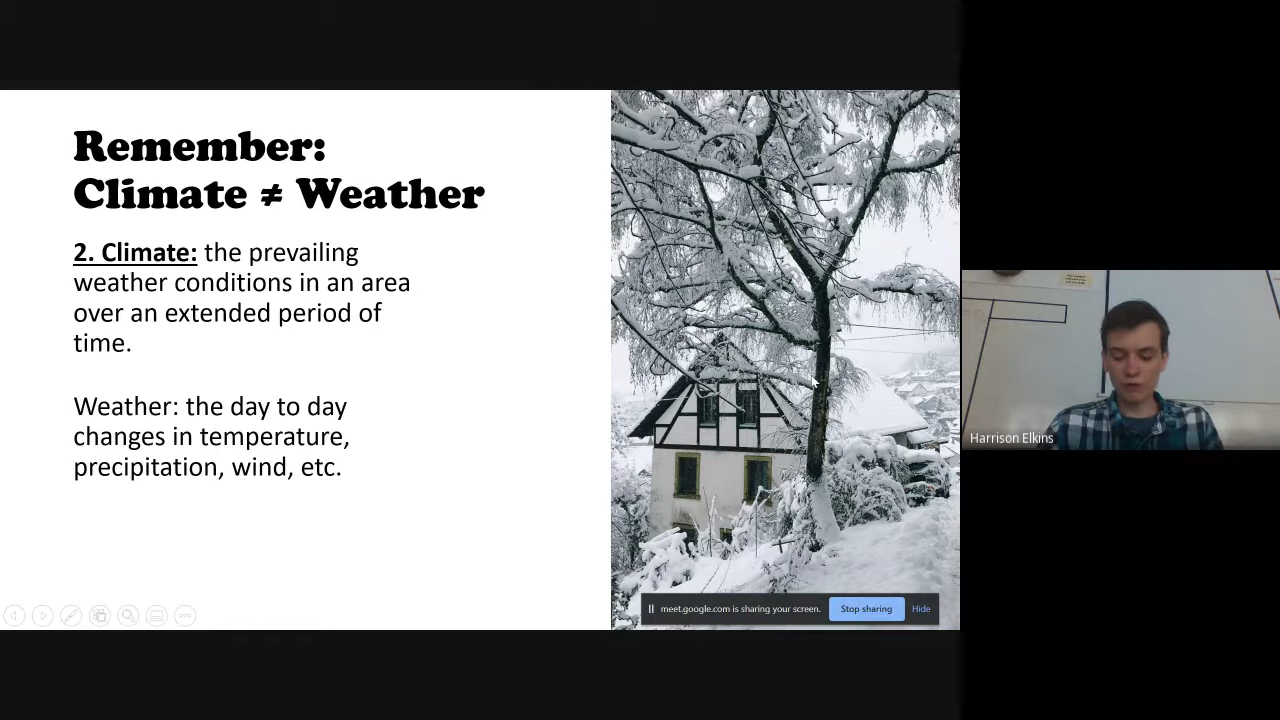 Remember:
Climate ≠ Weather
2. Climate: the prevailing
weather conditions in an area
over an extended period of
time.
Weather: the day to day
changes in temperature,
precipitation, wind, etc.
meet.google.com is sharing your screen.
Stop sharing
Hide
Harrison Elkins